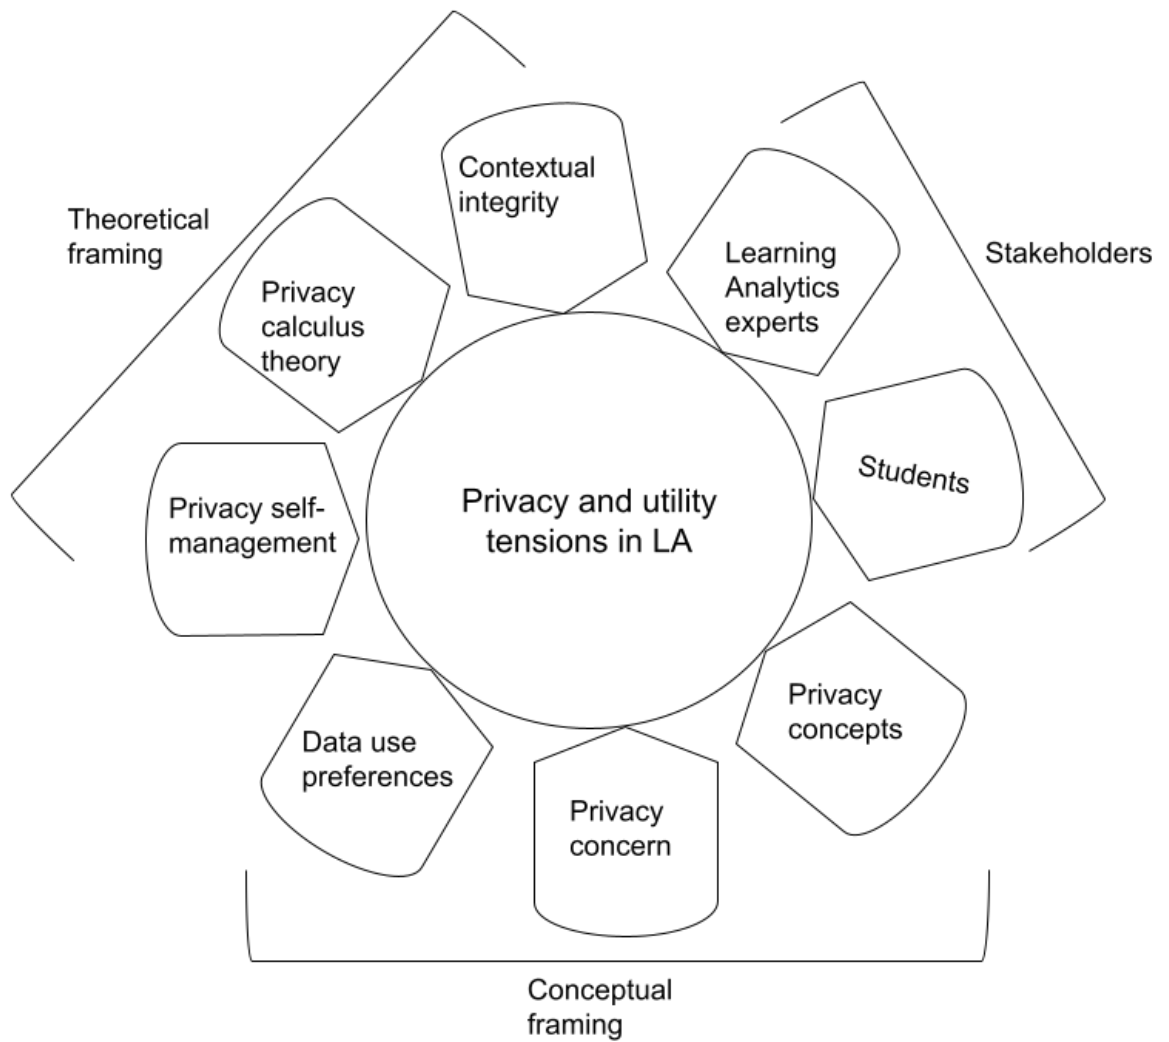 Contextual
integrity
Theoretical
framing
Learning
Analytics
experts
Stakeholders
Privacy
calculus
theory
Students
Privacy self-
management
Privacy and utility
tensions in LA
Privacy
concepts
Data use
preferences
Privacy
concern
Conceptual
framing